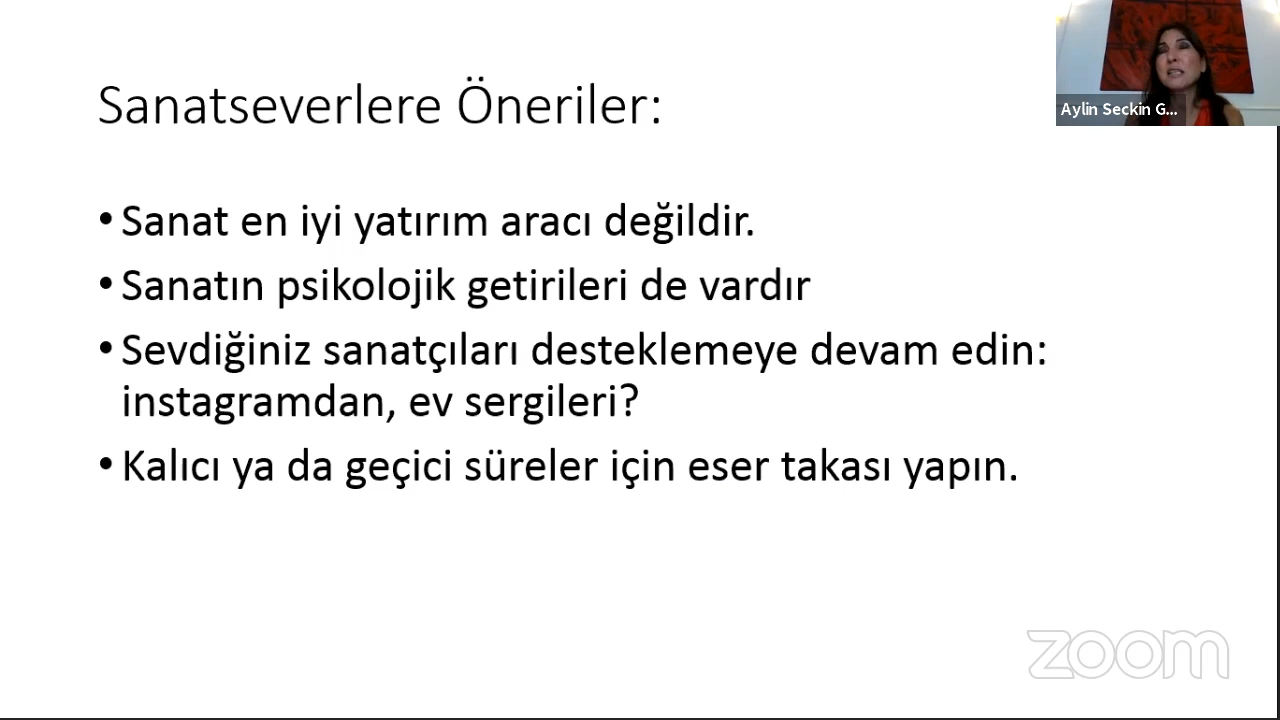 Sanatseverlere Öneriler:
Aylin Seckin G...
• Sanat en iyi yatırım aracı değildir.
• Sanatın psikolojik getirileri de vardır
• Sevdiğiniz sanatçıları desteklemeye devam edin:
instagramdan, ev sergileri?
• Kalıcı ya da geçici süreler için eser takası yapın.
zoom